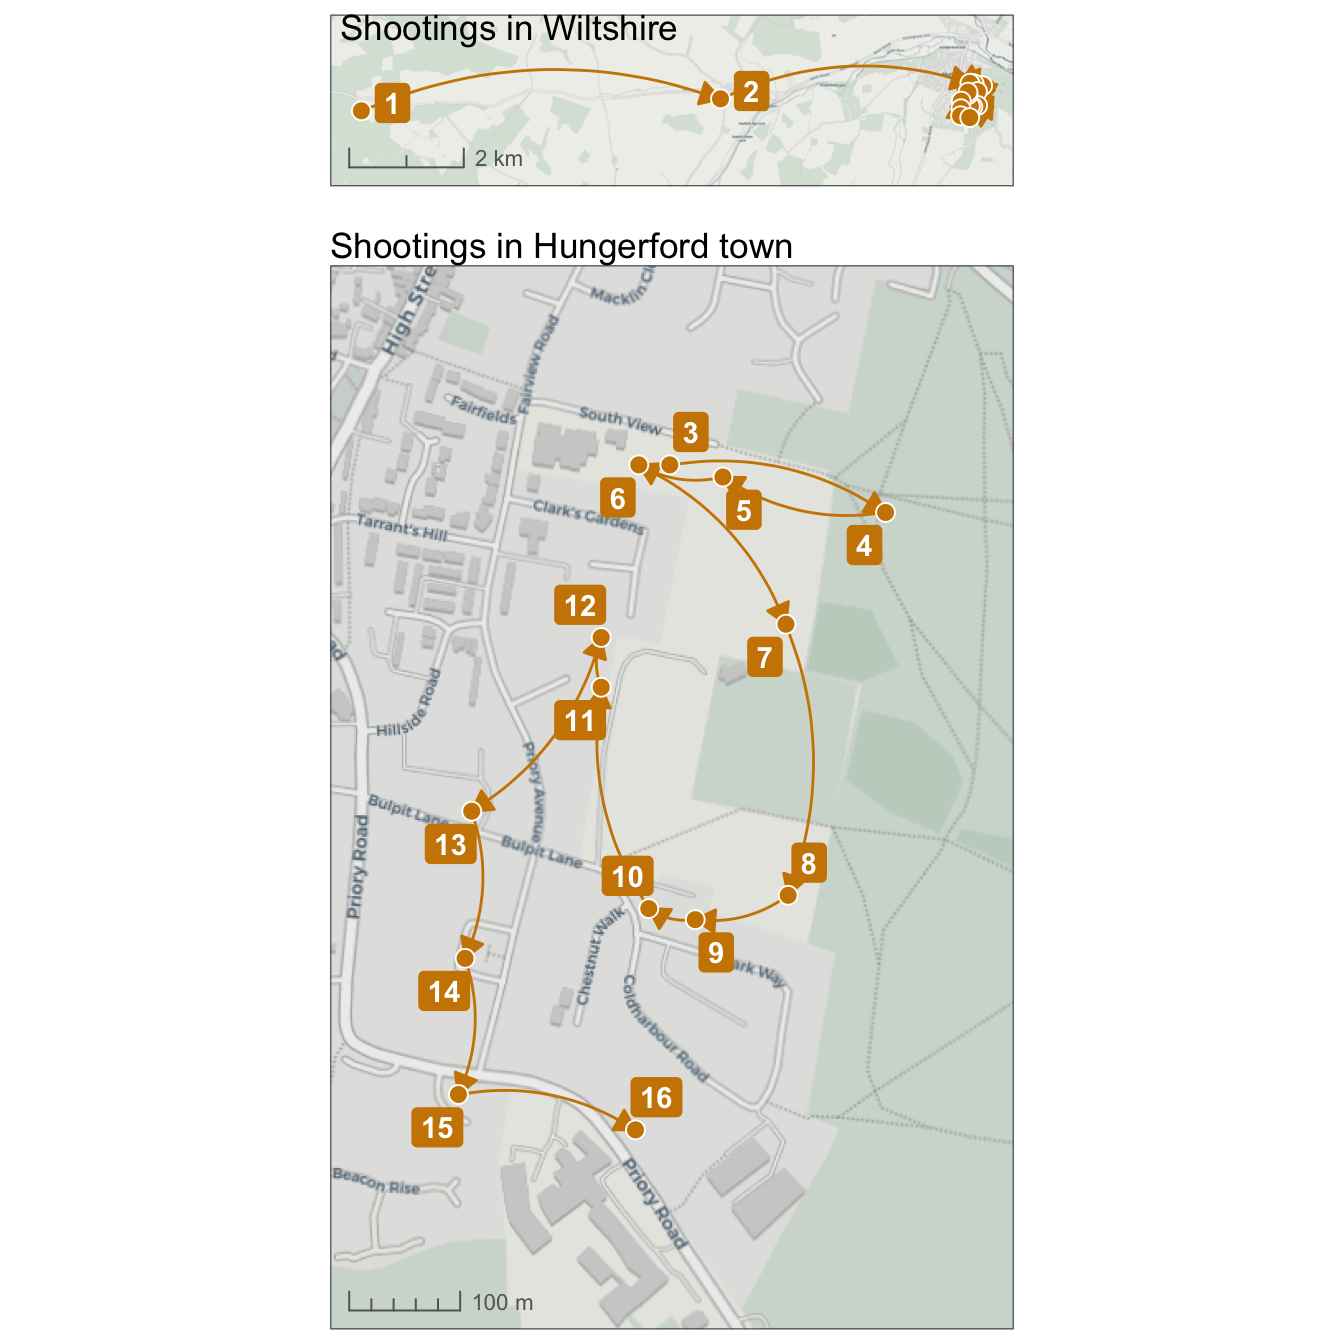 Shootings in Wiltshire
1
2
2 km
Shootings in Hungerford town
High Stre
Macklin Cl
Fairview Road
Fairfields
South View
3
6
5
4
Clark's Gardens
Tarrant's Hill
12
7
11
Hillside Road
Priory Avenue
Bulpit Lane
13
Bulpit Lane
Priory Road
10
8
9
ark Way
Chestnut Walk
14
Coldharbour Road
16
15
Beacon Rise
Priory Road
100 m